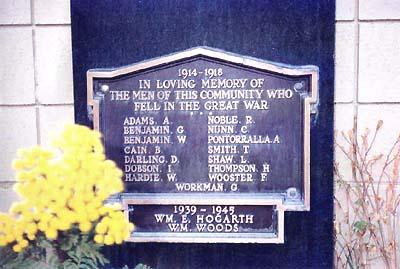 1914-1918
IN LOVING MEMORY OF
THE MEN OF THIS COMMUNITY WHO
FELL IN THE GREAT WAR
ADAMS. A. NOBLE. R.
BENJAMIN. G NUNN. C.
BENJAMIN. W PONTORRALLA. A
CAIN. B. SMITH. T
DARLING. D. SHAW. L.
DOBSON. I THOMPSON. H
HARDIE. W. WOOSTER F
WORKMAN. G.
1939-1945
WM. E. HOGARTH
WM. WOODS